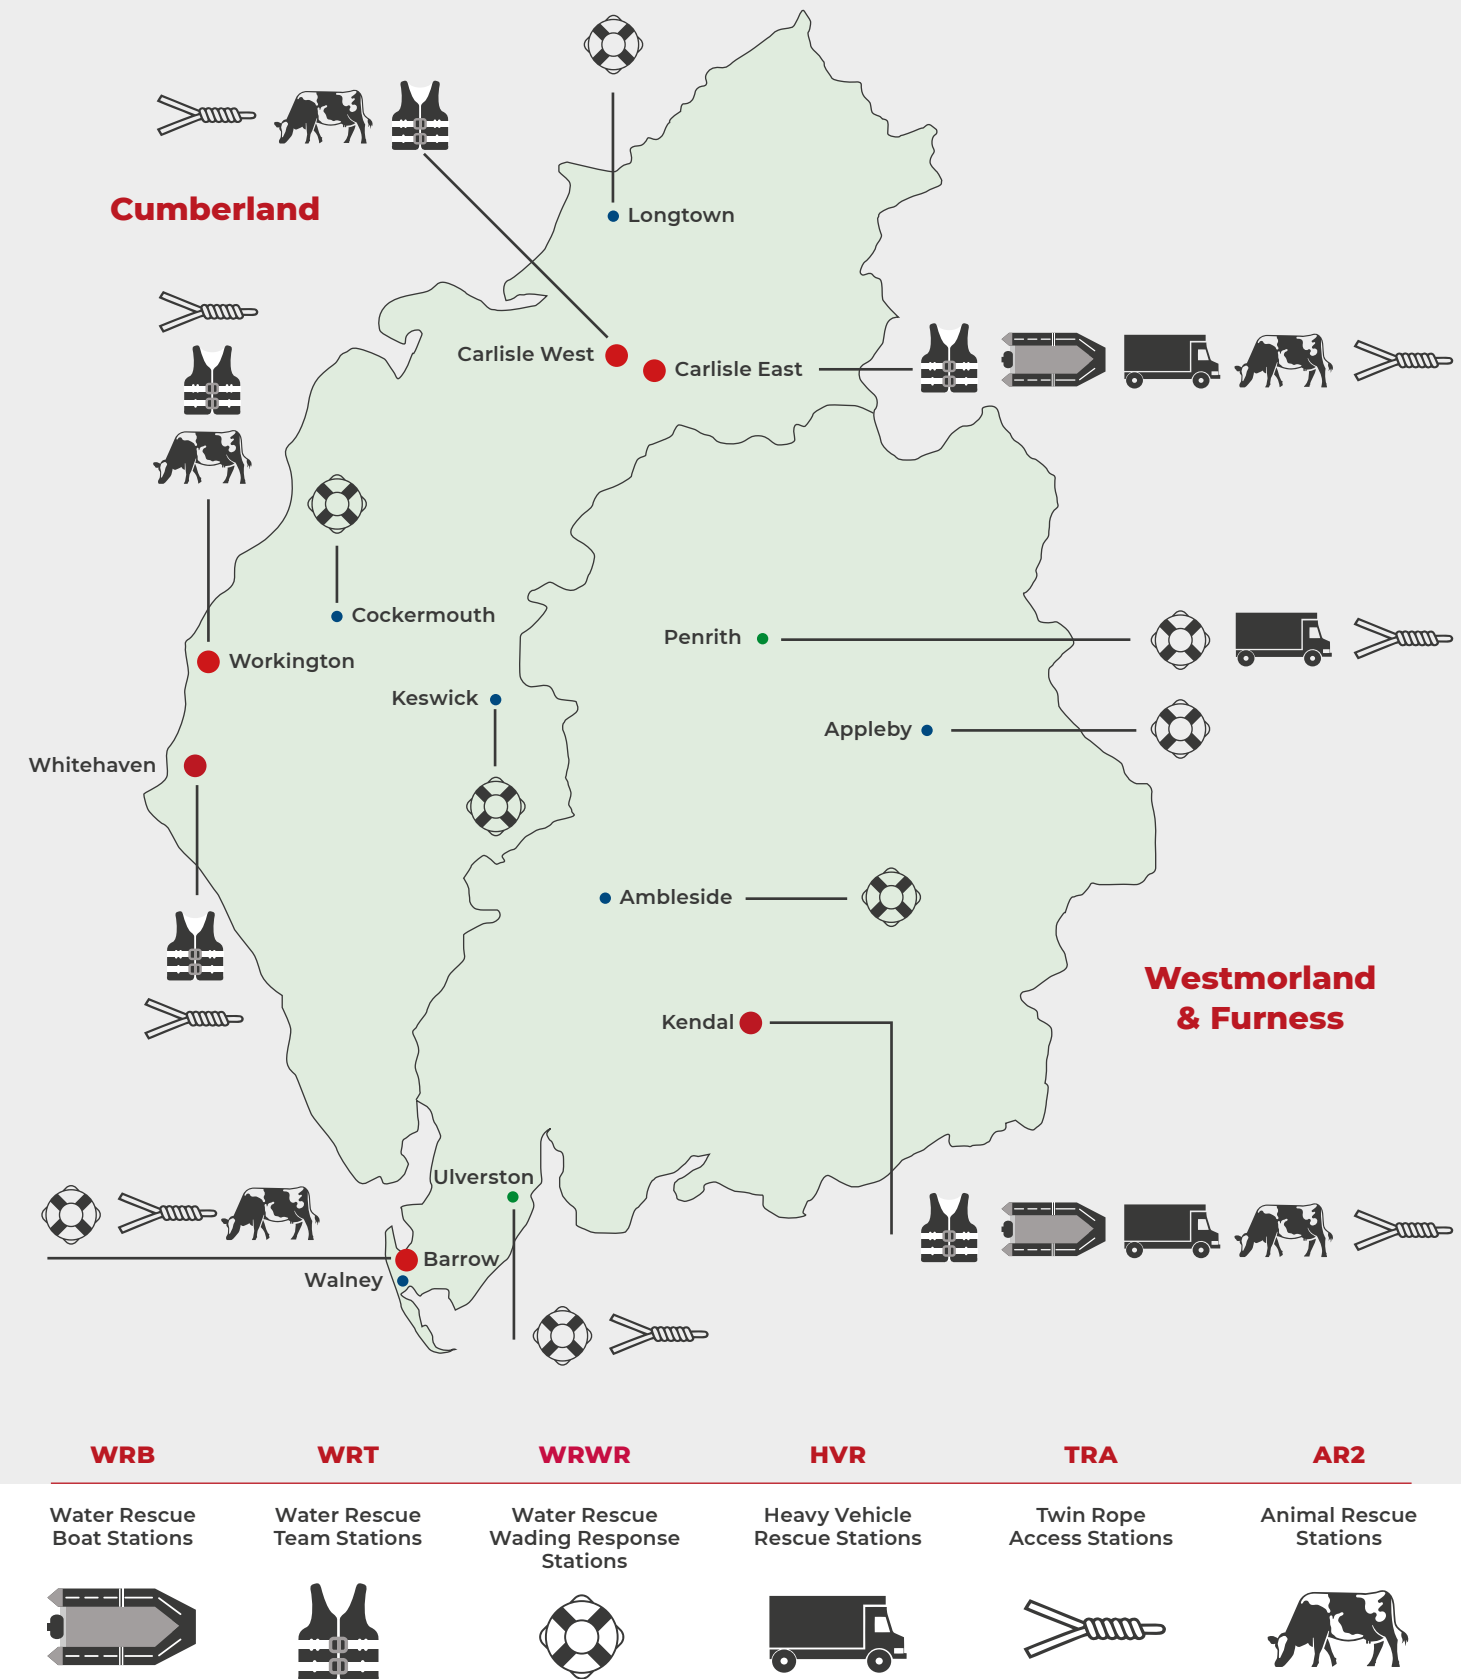 Cumberland
Longtown
Carlisle West
Carlisle East
Cockermouth
Workington
Penrith
Keswick
Appleby
Whitehaven
Ambleside
Westmorland
& Furness
Kendal
Ulverston
Barrow
Walney
WRB
WRT
WRWR
HVR
TRA
AR2
Water Rescue
Boat Stations
Water Rescue
Team Stations
Water Rescue
Wading Response
Stations
Heavy Vehicle
Rescue Stations
Twin Rope
Access Stations
Animal Rescue
Stations